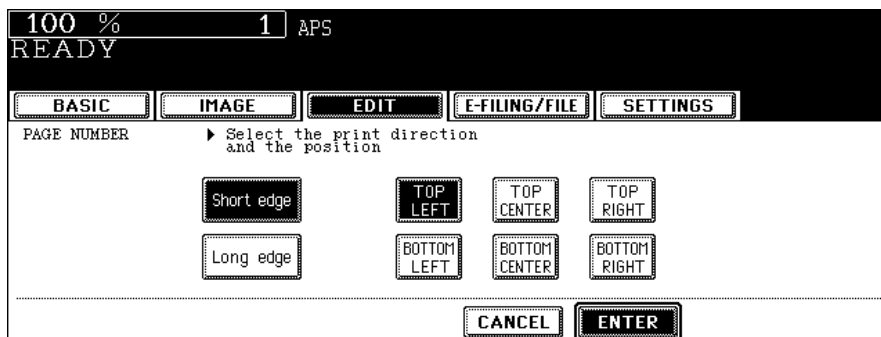 100 % 1 APS
READY
BASIC IMAGE EDIT E-FILING/FILE SETTINGS
PAGE NUMBER Select the print direction
and the position
Short edge TOP LEFT TOP CENTER TOP RIGHT
Long edge BOTTOM LEFT BOTTOM CENTER BOTTOM RIGHT
CANCEL ENTER